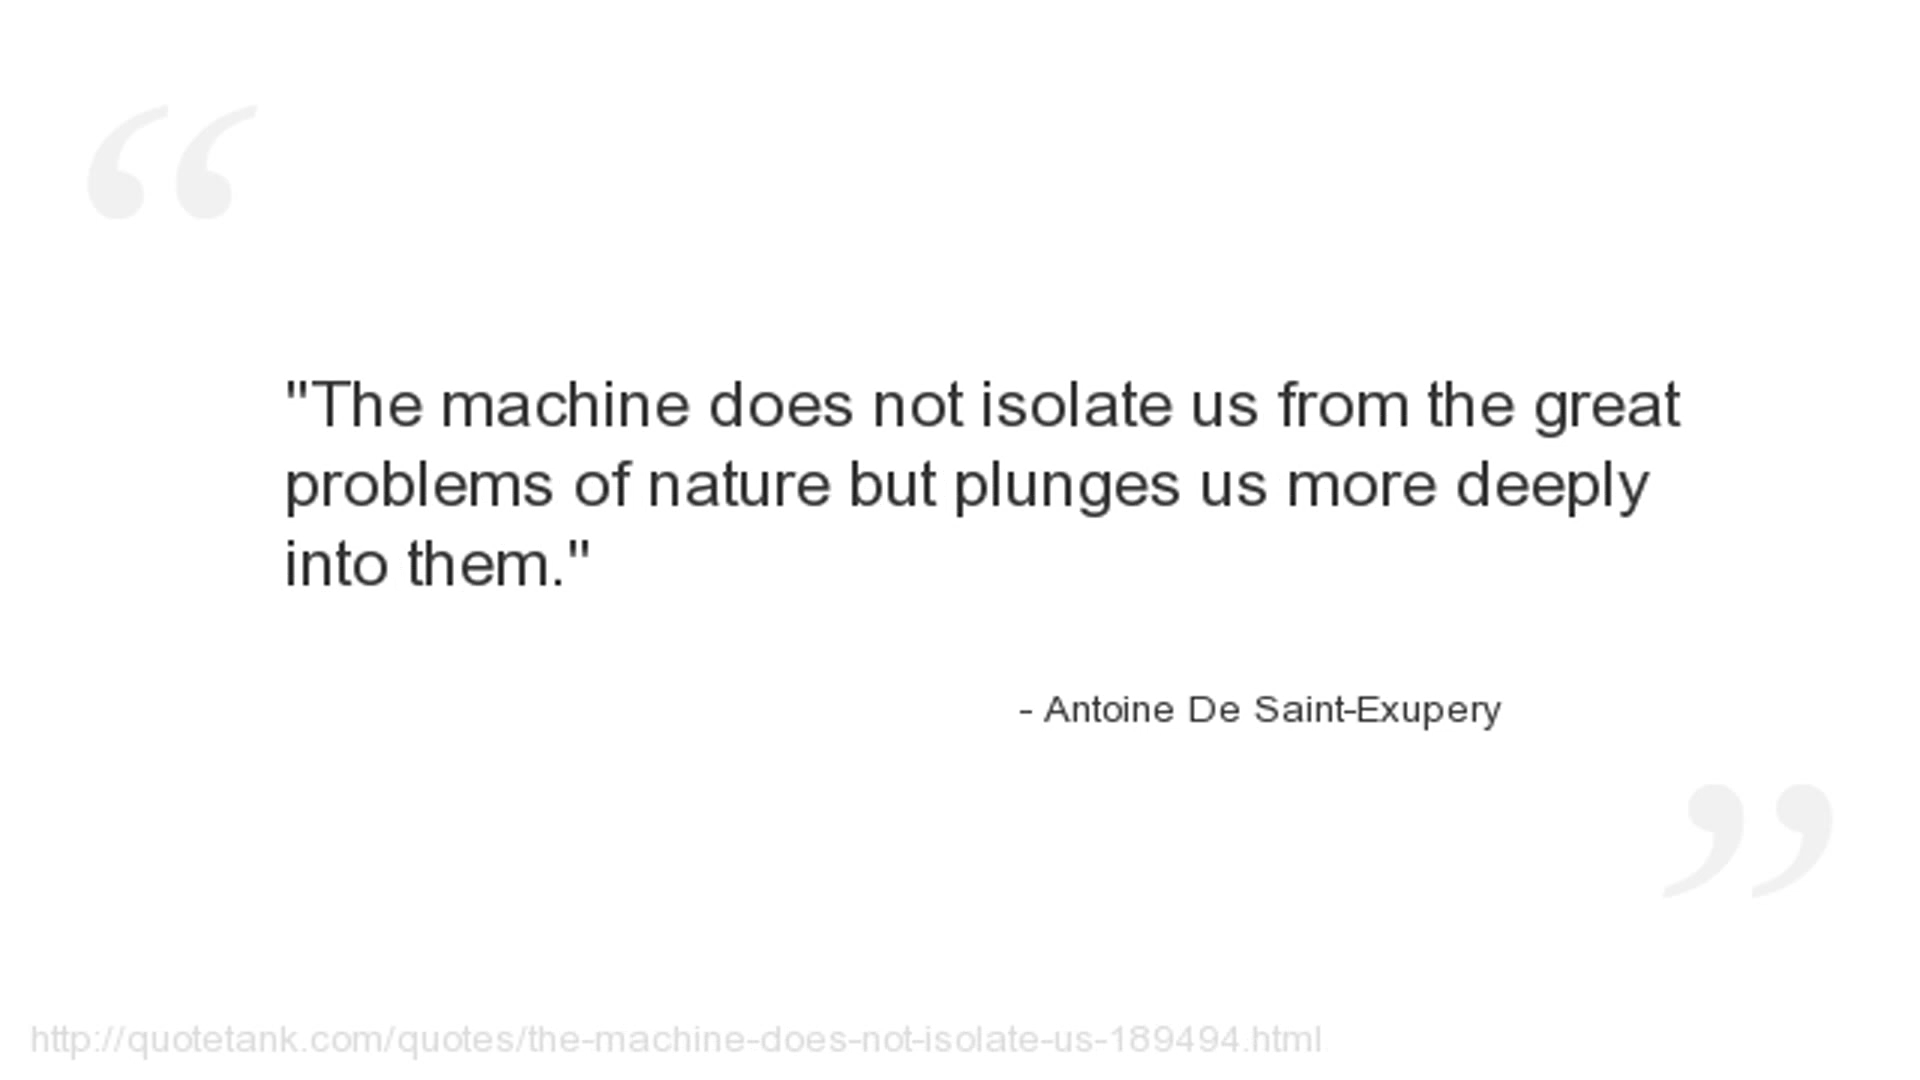 "The machine does not isolate us from the great
problems of nature but plunges us more deeply
into them."
- Antoine De Saint-Exupery
http://quotetank.com/quotes/the-machine-does-not-isolate-us-189494.html